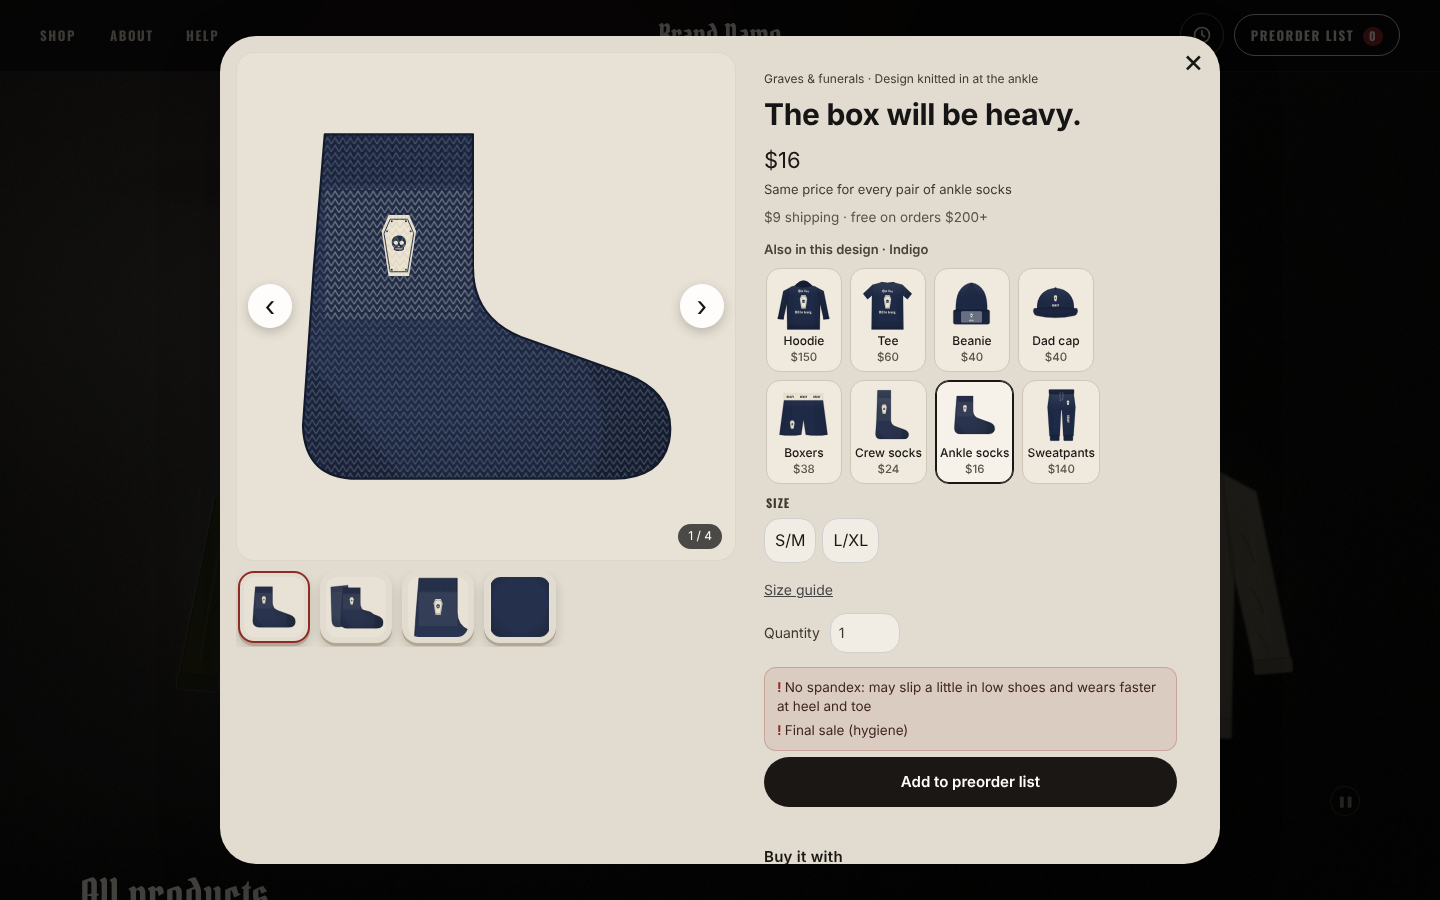 SHOP
ABOUT
HELP
Brand Name
PREORDER LIST 0
Graves & funerals · Design knitted in at the ankle
The box will be heavy.
$16
Same price for every pair of ankle socks
$9 shipping · free on orders $200+
Also in this design · Indigo
Hoodie
$150
Tee
$60
Beanie
$40
Dad cap
$40
Boxers
$38
Crew socks
$24
Ankle socks
$16
Sweatpants
$140
SIZE
S/M
L/XL
Size guide
Quantity
1
! No spandex: may slip a little in low shoes and wears faster
at heel and toe
! Final sale (hygiene)
Add to preorder list
Buy it with
1 / 4
All products